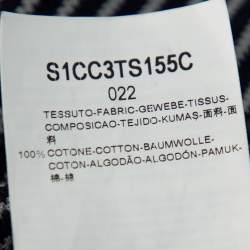 S1CC3TS155C
022
TESSUTO-FABRIC-GEWEBE-TISSUS-
COMPOSICAO-TEJIDO-KUMAS-面料-面
料
100% COTONE-COTTON-BAUMWOLLE-
COTON-ALGODÃO-ALGODÓN-PAMUK-
棉-綿